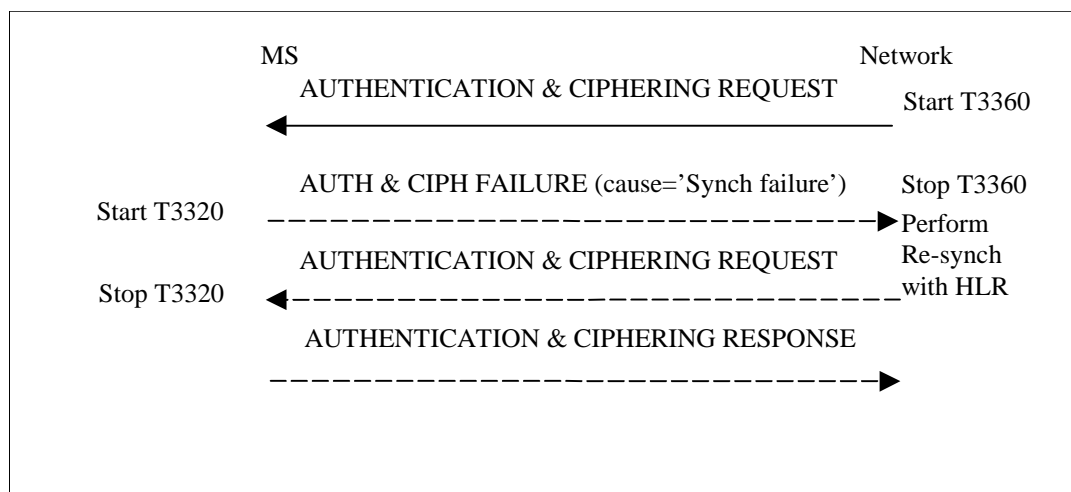 MS
Network
AUTHENTICATION & CIPHERING REQUEST
Start T3360
AUTH & CIPH FAILURE (cause=’Synch failure’)
Stop T3360
Start T3320
Perform
Re-synch
with HLR
AUTHENTICATION & CIPHERING REQUEST
Stop T3320
AUTHENTICATION & CIPHERING RESPONSE